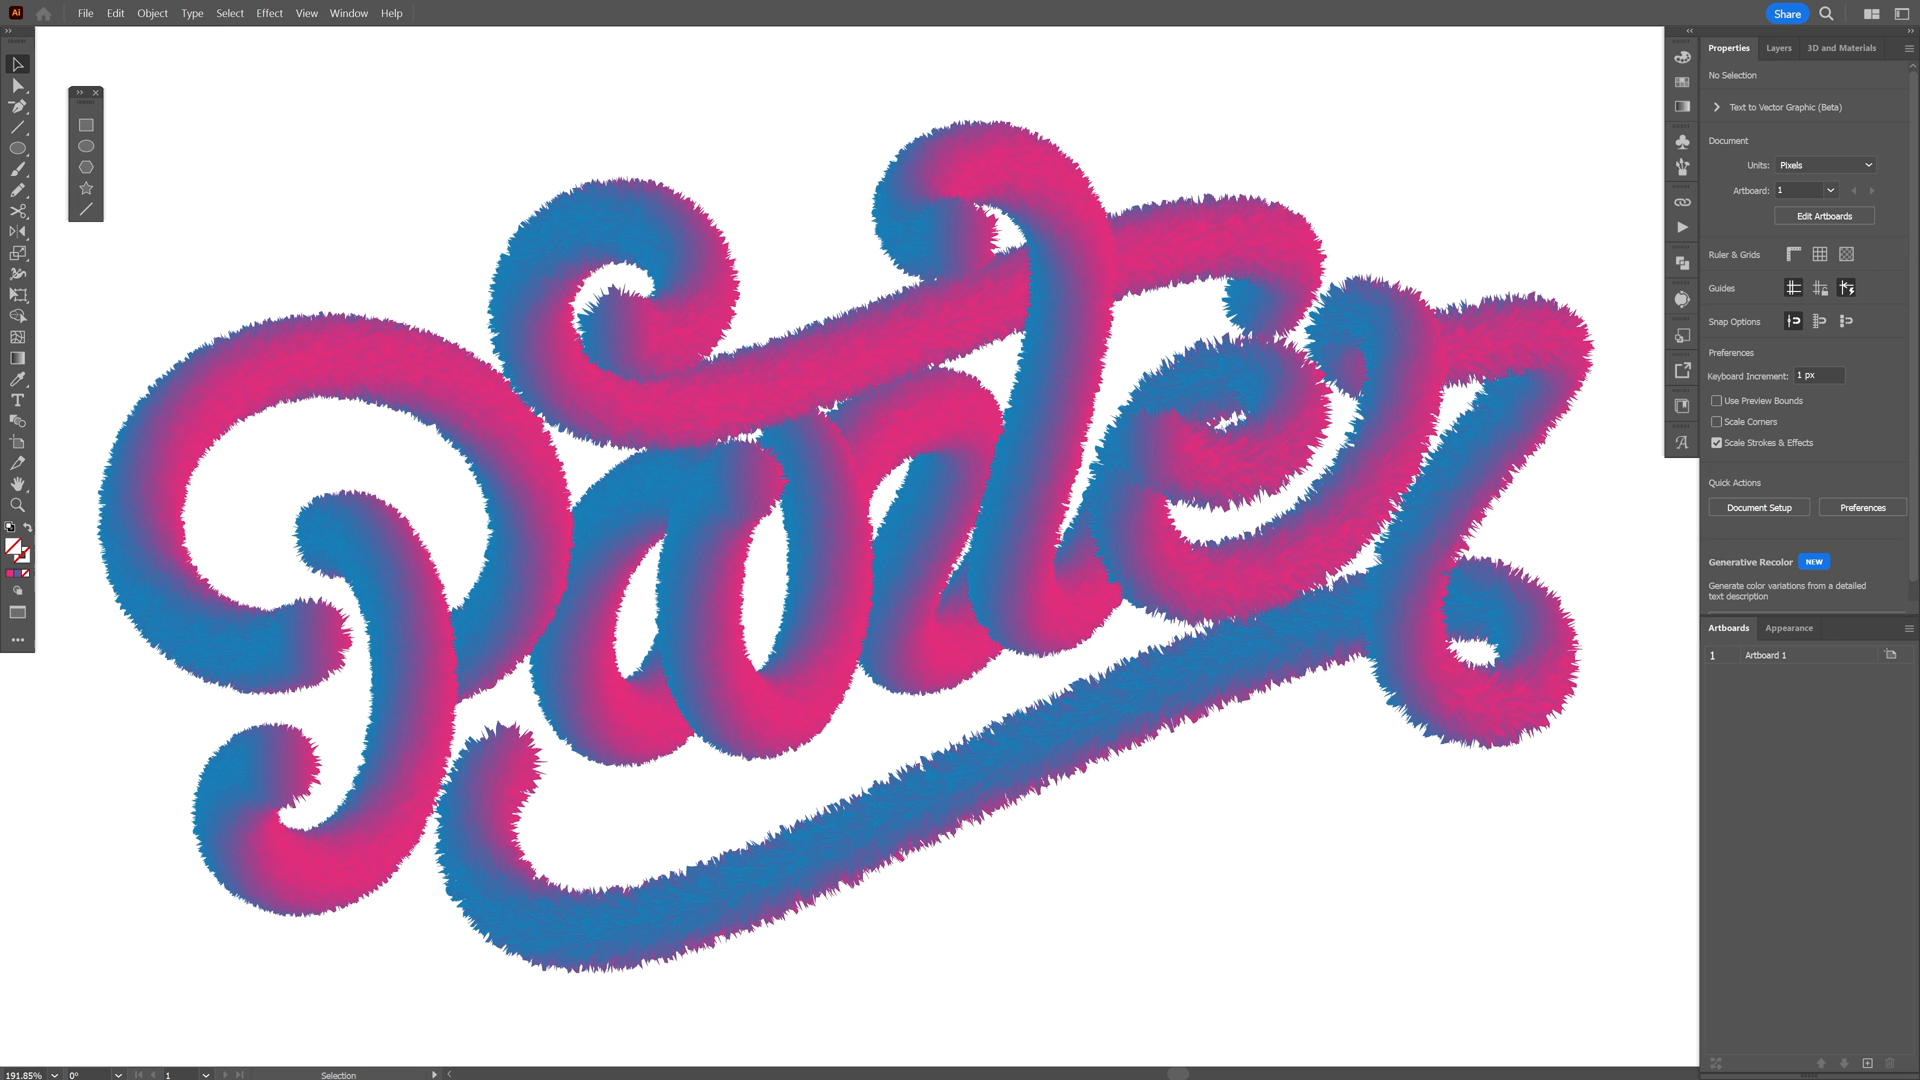 Ai
File Edit Object Type Select Effect View Window Help
Share
Properties Layers 3D and Materials
No Selection
Text to Vector Graphic (Beta)
Document
Units: Pixels
Artboard: 1
Edit Artboards
Ruler & Grids
Guides
Snap Options
Preferences
Keyboard Increment: 1 px
Use Preview Bounds
Scale Corners
Scale Strokes & Effects
Quick Actions
Document Setup Preferences
Generative Recolor NEW
Generate color variations from a detailed
text description
Artboards Appearance
1 Artboard 1
191.85% 0° 1 Selection